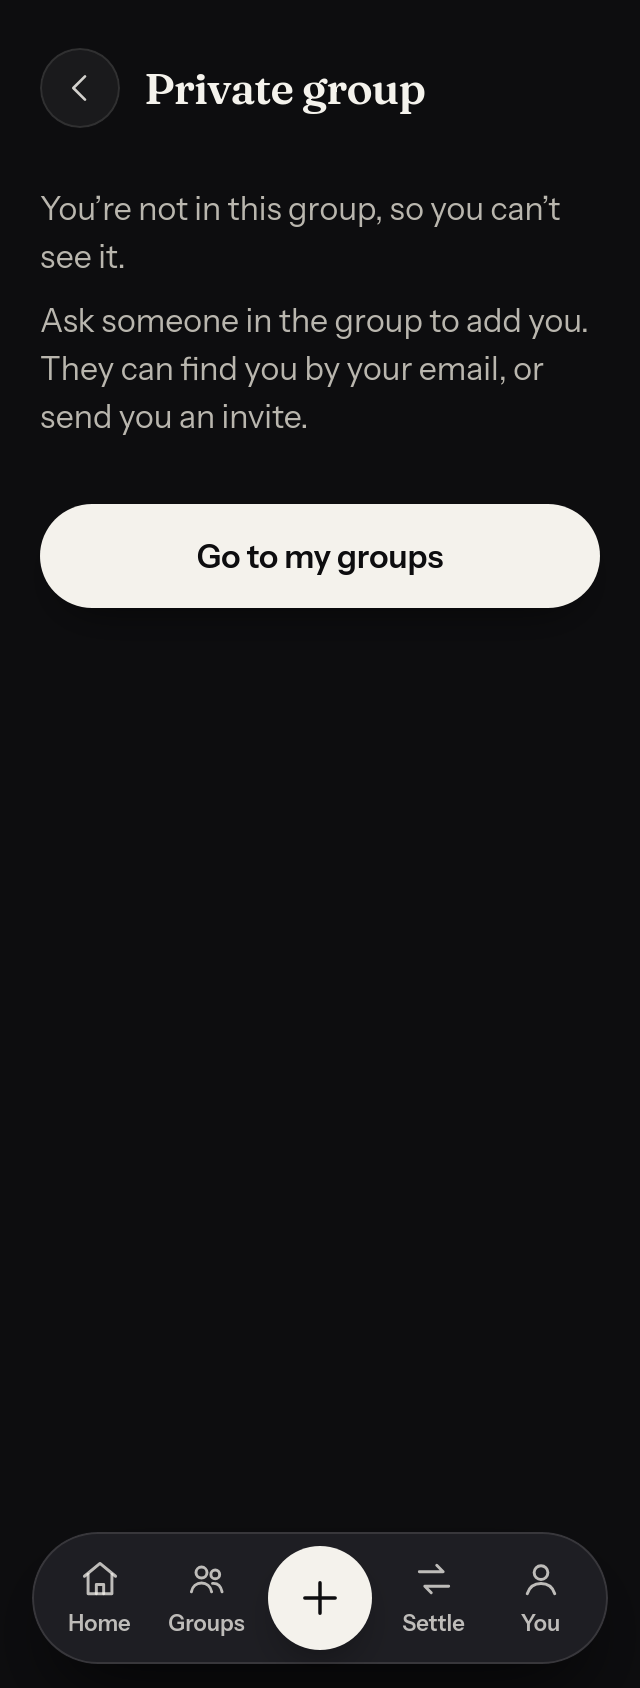 Private group
You’re not in this group, so you can’t
see it.
Ask someone in the group to add you.
They can find you by your email, or
send you an invite.
Go to my groups
Home
Groups
Settle
You